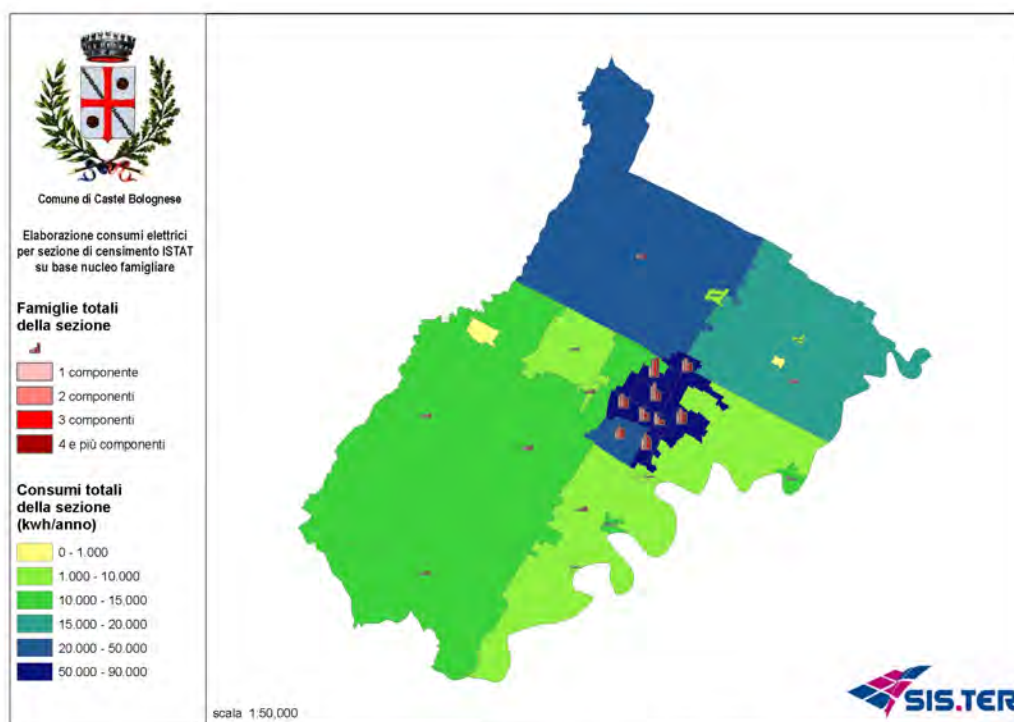 Comune di Castel Bolognese
Elaborazione consumi elettrici
per sezione di censimento ISTAT
su base nucleo famigliare
Famiglie totali
della sezione
1 componente
2 componenti
3 componenti
4 e più componenti
Consumi totali
della sezione
(kwh/anno)
0 - 1.000
1.000 - 10.000
10.000 - 15.000
15.000 - 20.000
20.000 - 50.000
50.000 - 90.000
scala 1:50,000
SIS.TER